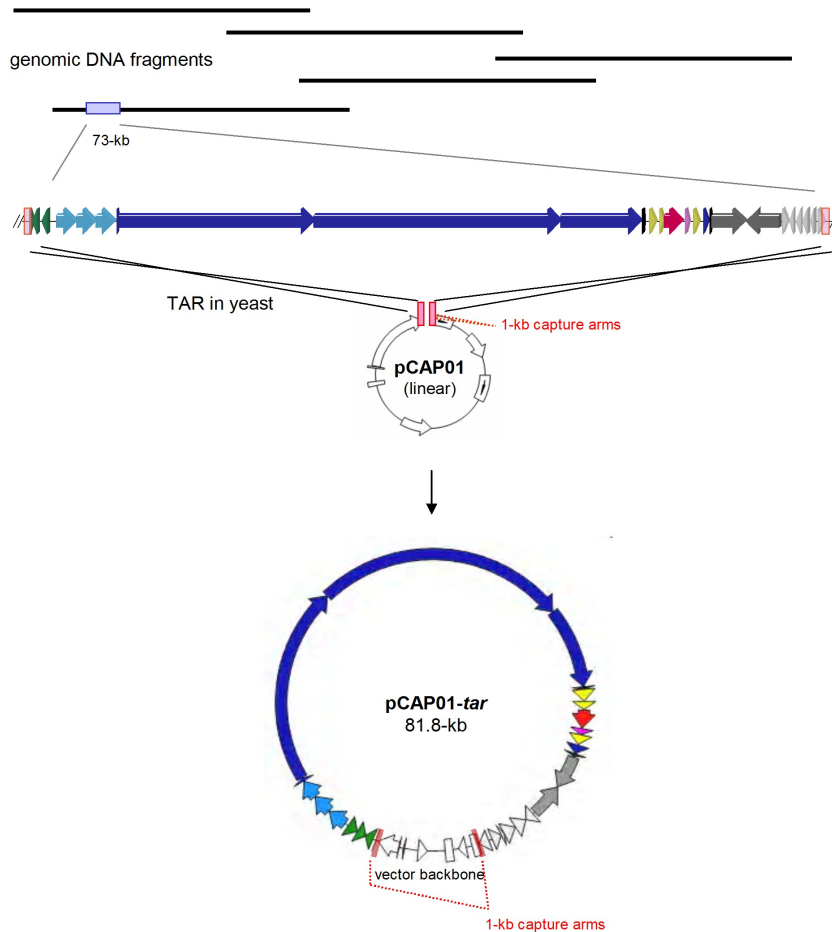 genomic DNA fragments
73-kb
//
//
TAR in yeast
1-kb capture arms
pCAP01
(linear)
pCAP01-tar
81.8-kb
vector backbone
1-kb capture arms